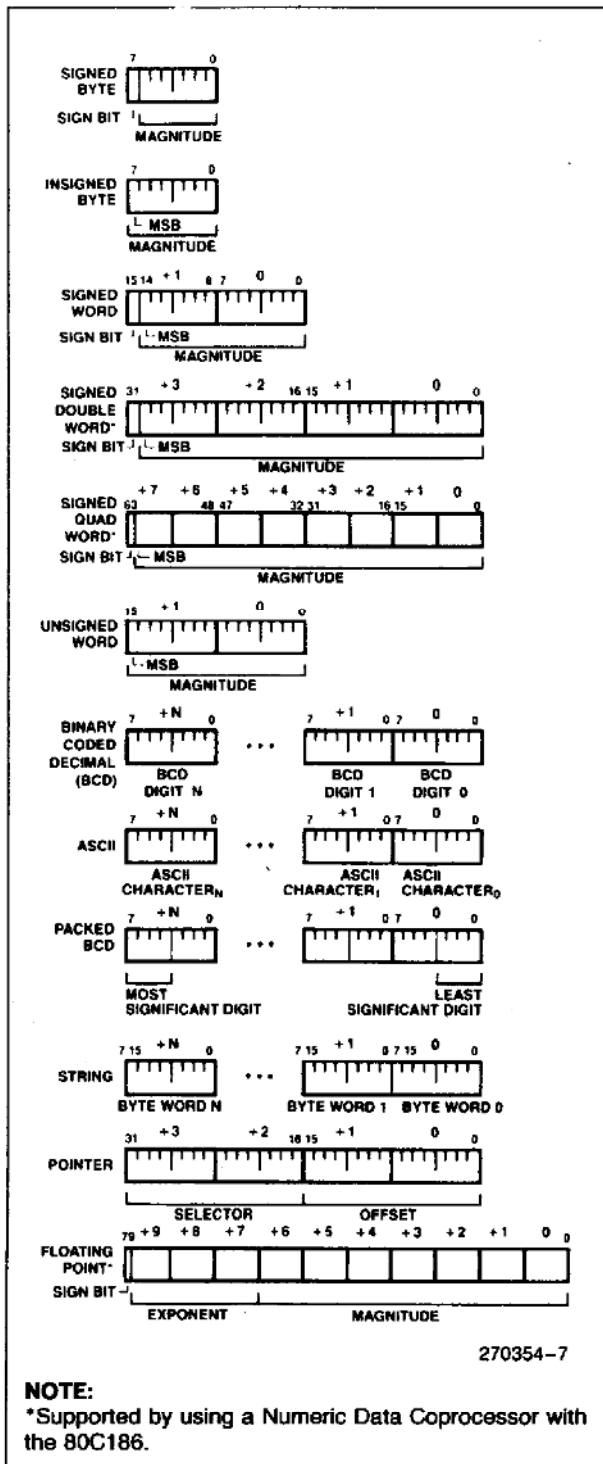 7 0
SIGNED
BYTE
SIGN BIT
MAGNITUDE
7 0
INSIGNED
BYTE
MSB
MAGNITUDE
15 14 +1 8 7 0 0
SIGNED
WORD
SIGN BIT MSB
MAGNITUDE
SIGNED 31 +3 +2 16 15 +1 0 0
DOUBLE
WORD*
SIGN BIT MSB
MAGNITUDE
+7 +6 +5 +4 +3 +2 +1 0
SIGNED 63 48 47 32 31 16 15 0
QUAD
WORD*
SIGN BIT MSB
MAGNITUDE
15 +1 0 0
UNSIGNED
WORD
MSB
MAGNITUDE
BINARY 7 +N 0 7 +1 0 7 0 0
CODED ...
DECIMAL
(BCD) BCD BCD BCD
DIGIT N DIGIT 1 DIGIT 0
7 +N 0 7 +1 0 7 0 0
ASCII ...
ASCII ASCII ASCII
CHARACTERN CHARACTER1 CHARACTER0
PACKED 7 +N 0 7 +1 0 7 0 0
BCD ...
MOST LEAST
SIGNIFICANT DIGIT SIGNIFICANT DIGIT
7 15 +N 0 7 15 +1 0 7 15 0 0
STRING ...
BYTE WORD N BYTE WORD 1 BYTE WORD 0
31 +3 +2 16 15 +1 0 0
POINTER
SELECTOR OFFSET
79 +9 +8 +7 +6 +5 +4 +3 +2 +1 0 0
FLOATING
POINT*
SIGN BIT
EXPONENT MAGNITUDE
270354-7
NOTE:
*Supported by using a Numeric Data Coprocessor with
the 80C186.